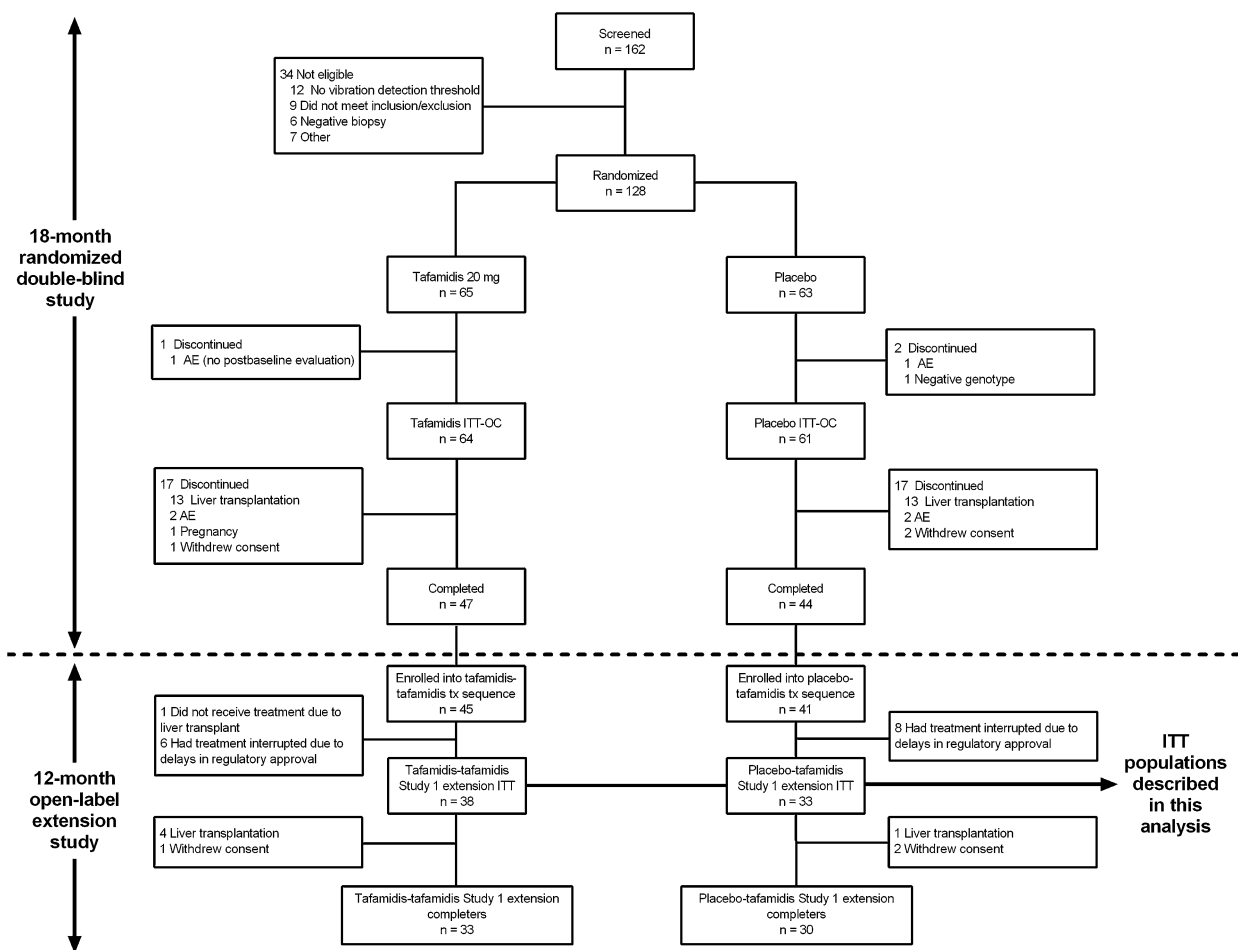 Screened
n = 162
34 Not eligible
12 No vibration detection threshold
9 Did not meet inclusion/exclusion
6 Negative biopsy
7 Other
Randomized
n = 128
18-month
randomized
double-blind
study
Tafamidis 20 mg
n = 65
Placebo
n = 63
1 Discontinued
1 AE (no postbaseline evaluation)
2 Discontinued
1 AE
1 Negative genotype
Tafamidis ITT-OC
n = 64
Placebo ITT-OC
n = 61
17 Discontinued
13 Liver transplantation
2 AE
1 Pregnancy
1 Withdrew consent
17 Discontinued
13 Liver transplantation
2 AE
2 Withdrew consent
Completed
n = 47
Completed
n = 44
Enrolled into tafamidis-
tafamidis tx sequence
n = 45
Enrolled into placebo-
tafamidis tx sequence
n = 41
1 Did not receive treatment due to
liver transplant
6 Had treatment interrupted due to
delays in regulatory approval
8 Had treatment interrupted due to
delays in regulatory approval
12-month
open-label
extension
study
Tafamidis-tafamidis
Study 1 extension ITT
n = 38
Placebo-tafamidis
Study 1 extension ITT
n = 33
ITT
populations
described
in this
analysis
4 Liver transplantation
1 Withdrew consent
1 Liver transplantation
2 Withdrew consent
Tafamidis-tafamidis Study 1 extension
completers
n = 33
Placebo-tafamidis Study 1 extension
completers
n = 30